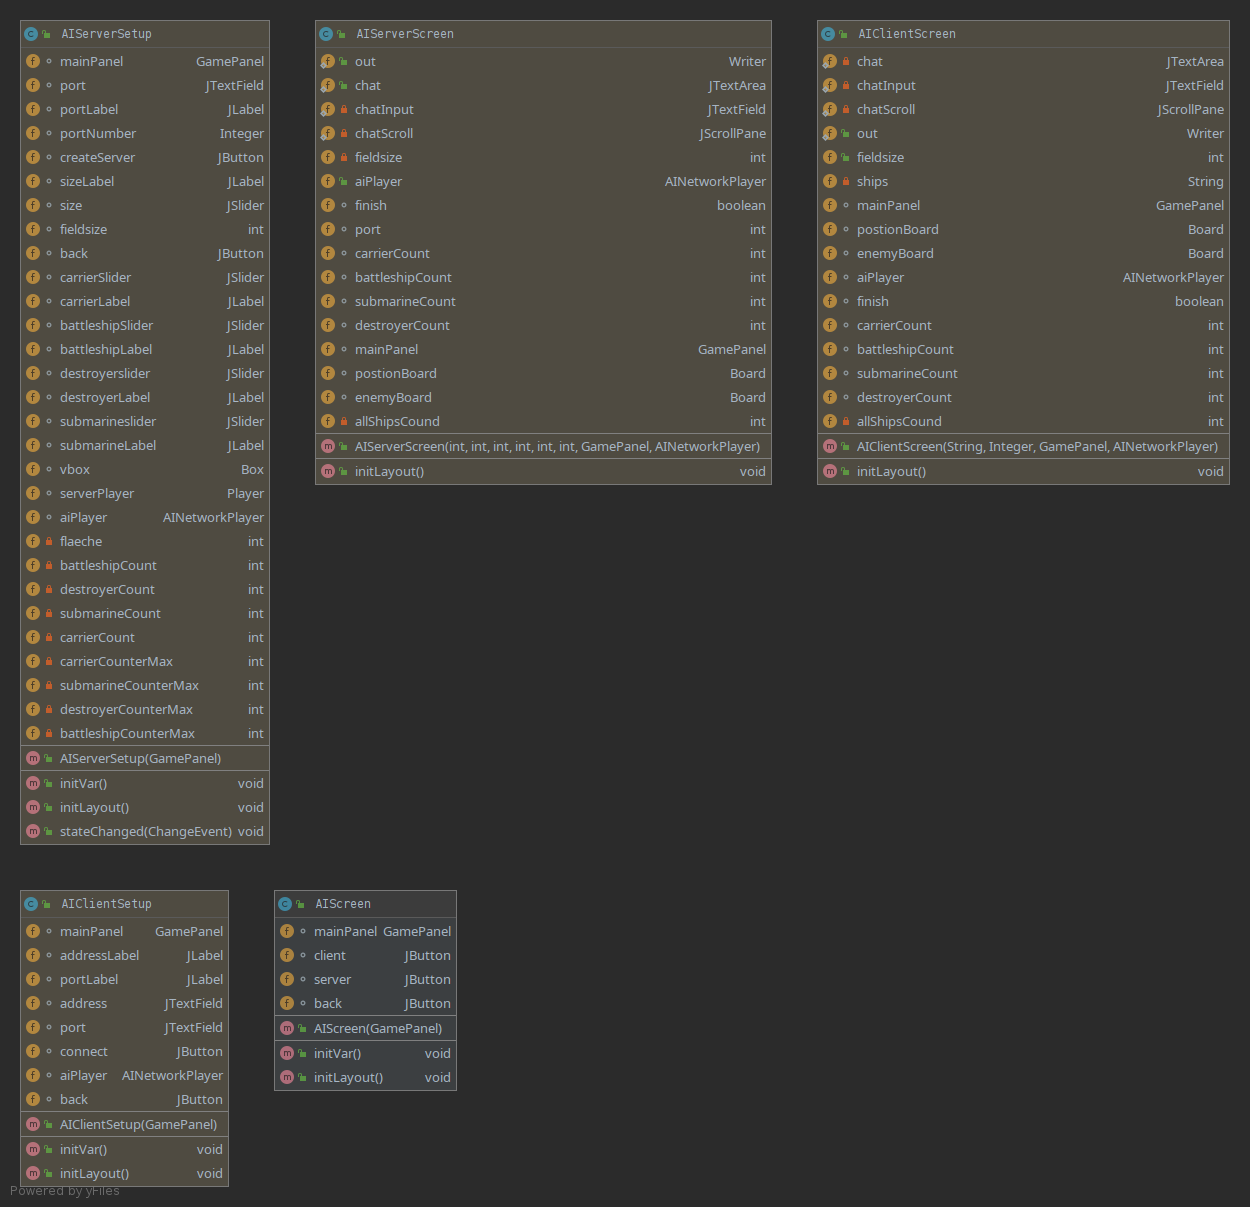 AIServerSetup
mainPanel GamePanel
port JTextField
portLabel JLabel
portNumber Integer
createServer JButton
sizeLabel JLabel
size JSlider
fieldsize int
back JButton
carrierSlider JSlider
carrierLabel JLabel
battleshipSlider JSlider
battleshipLabel JLabel
destroyerslider JSlider
destroyerLabel JLabel
submarineslider JSlider
submarineLabel JLabel
vbox Box
serverPlayer Player
aiPlayer AINetworkPlayer
flaeche int
battleshipCount int
destroyerCount int
submarineCount int
carrierCount int
carrierCounterMax int
submarineCounterMax int
destroyerCounterMax int
battleshipCounterMax int
AIServerSetup(GamePanel)
initVar() void
initLayout() void
stateChanged(ChangeEvent) void
AIServerScreen
out Writer
chat JTextArea
chatInput JTextField
chatScroll JScrollPane
fieldsize int
aiPlayer AINetworkPlayer
finish boolean
port int
carrierCount int
battleshipCount int
submarineCount int
destroyerCount int
mainPanel GamePanel
postionBoard Board
enemyBoard Board
allShipsCound int
AIServerScreen(int, int, int, int, int, int, GamePanel, AINetworkPlayer)
initLayout() void
AIClientScreen
chat JTextArea
chatInput JTextField
chatScroll JScrollPane
out Writer
fieldsize int
ships String
mainPanel GamePanel
postionBoard Board
enemyBoard Board
aiPlayer AINetworkPlayer
finish boolean
carrierCount int
battleshipCount int
submarineCount int
destroyerCount int
allShipsCound int
AIClientScreen(String, Integer, GamePanel, AINetworkPlayer)
initLayout() void
AIClientSetup
mainPanel GamePanel
addressLabel JLabel
portLabel JLabel
address JTextField
port JTextField
connect JButton
aiPlayer AINetworkPlayer
back JButton
AIClientSetup(GamePanel)
initVar() void
initLayout() void
AIScreen
mainPanel GamePanel
client JButton
server JButton
back JButton
AIScreen(GamePanel)
initVar() void
initLayout() void
Powered by yFiles